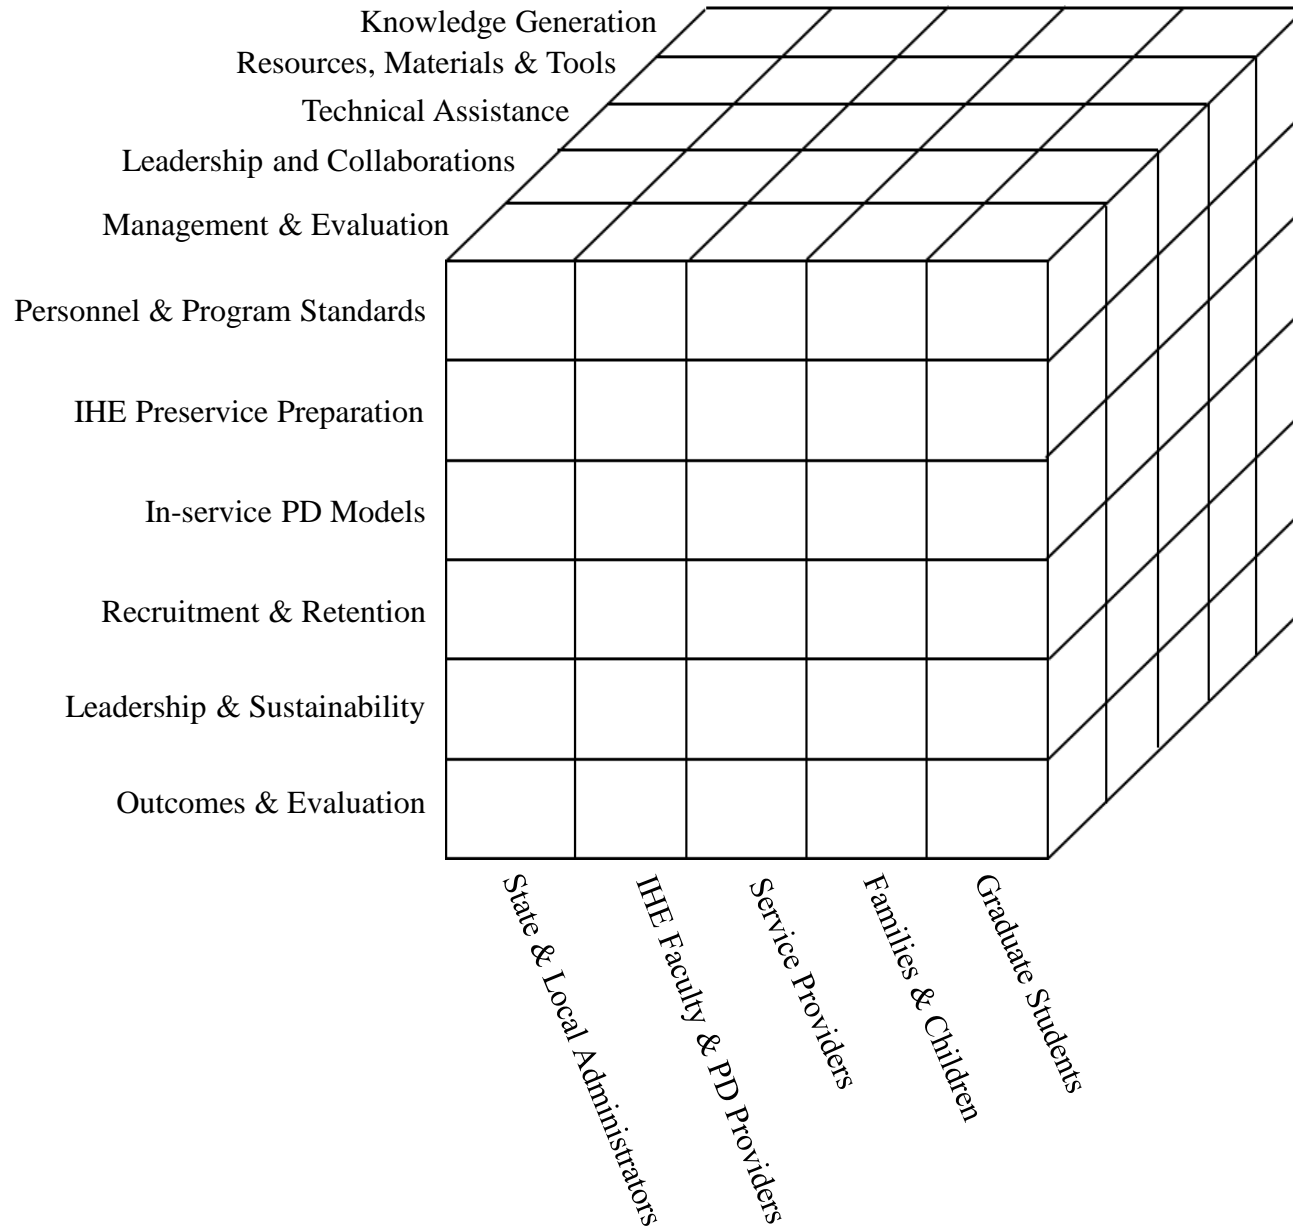 Knowledge Generation
Resources, Materials & Tools
Technical Assistance
Leadership and Collaborations
Management & Evaluation
Personnel & Program Standards
IHE Preservice Preparation
In-service PD Models
Recruitment & Retention
Leadership & Sustainability
Outcomes & Evaluation
State & Local Administrators
IHE Faculty & PD Providers
Service Providers
Families & Children
Graduate Students